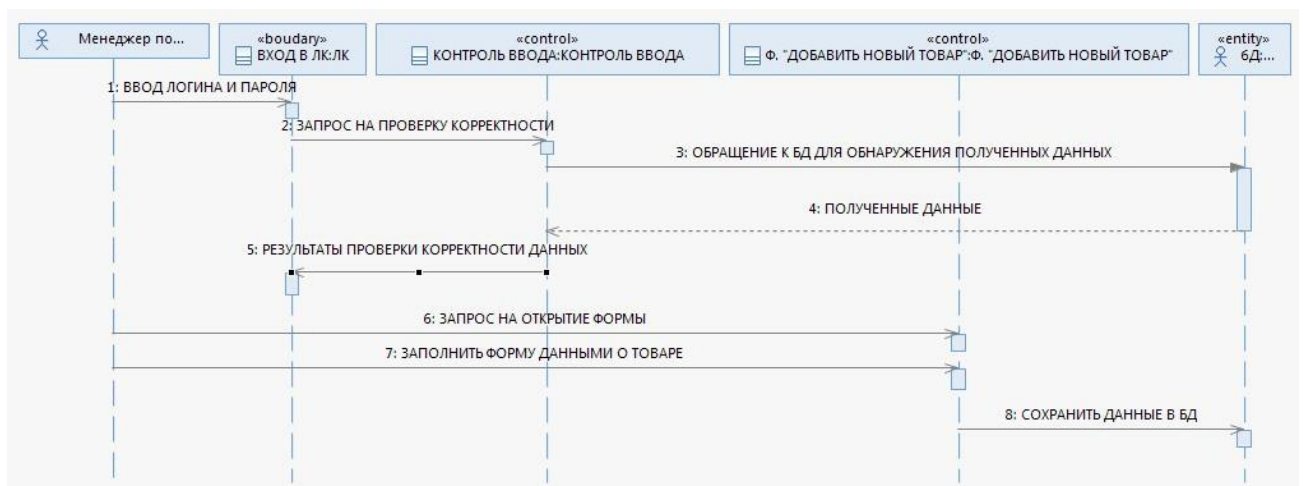 Менеджер по...
«boudary»
ВХОД В ЛК:ЛК
«control»
КОНТРОЛЬ ВВОДА:КОНТРОЛЬ ВВОДА
«control»
Ф. "ДОБАВИТЬ НОВЫЙ ТОВАР":Ф. "ДОБАВИТЬ НОВЫЙ ТОВАР"
«entity»
бД:...
1: ВВОД ЛОГИНА И ПАРОЛЯ
2: ЗАПРОС НА ПРОВЕРКУ КОРРЕКТНОСТИ
3: ОБРАЩЕНИЕ К БД ДЛЯ ОБНАРУЖЕНИЯ ПОЛУЧЕННЫХ ДАННЫХ
4: ПОЛУЧЕННЫЕ ДАННЫЕ
5: РЕЗУЛЬТАТЫ ПРОВЕРКИ КОРРЕКТНОСТИ ДАННЫХ
6: ЗАПРОС НА ОТКРЫТИЕ ФОРМЫ
7: ЗАПОЛНИТЬ ФОРМУ ДАННЫМИ О ТОВАРЕ
8: СОХРАНИТЬ ДАННЫЕ В БД